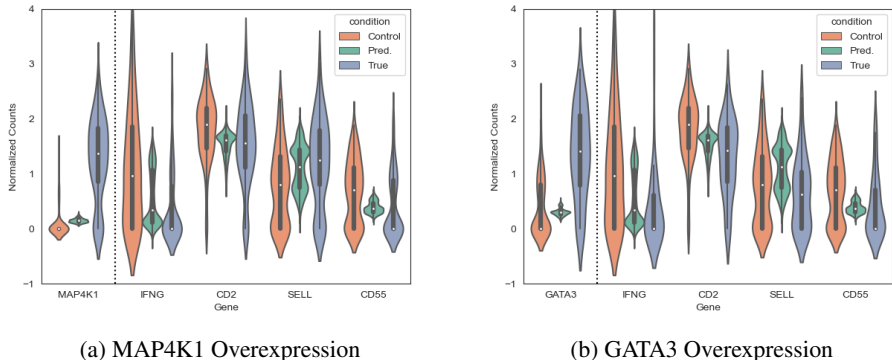 4
3
2
1
0
−1
Normalized Counts
condition
Control
Pred.
True
MAP4K1 IFNG CD2 SELL CD55
Gene
(a) MAP4K1 Overexpression
4
3
2
1
0
−1
Normalized Counts
condition
Control
Pred.
True
GATA3 IFNG CD2 SELL CD55
Gene
(b) GATA3 Overexpression